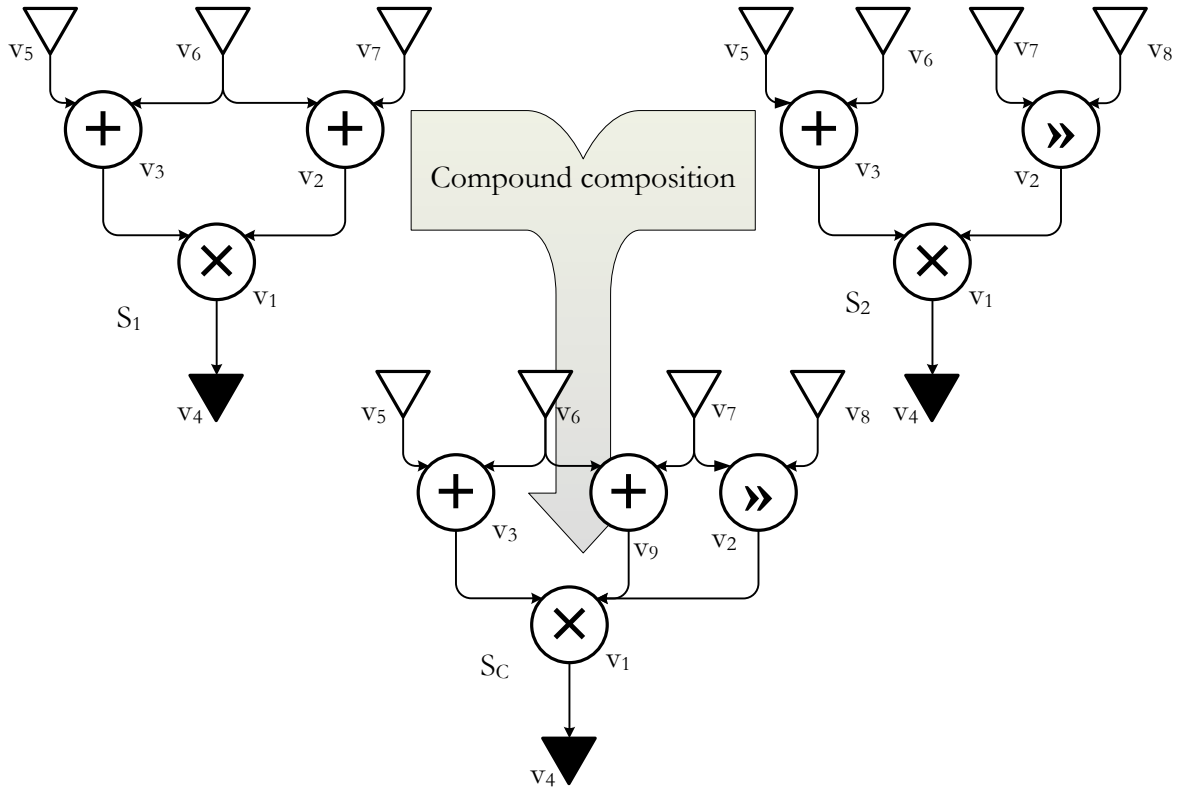 v5 v6 v7
+ +
v3 v2
×
v1
S1
v4
v5 v6 v7 v8
+ »
v3 v2
×
v1
S2
v4
Compound composition
v5 v6 v7 v8
+ + »
v3 v9 v2
×
v1
SC
v4